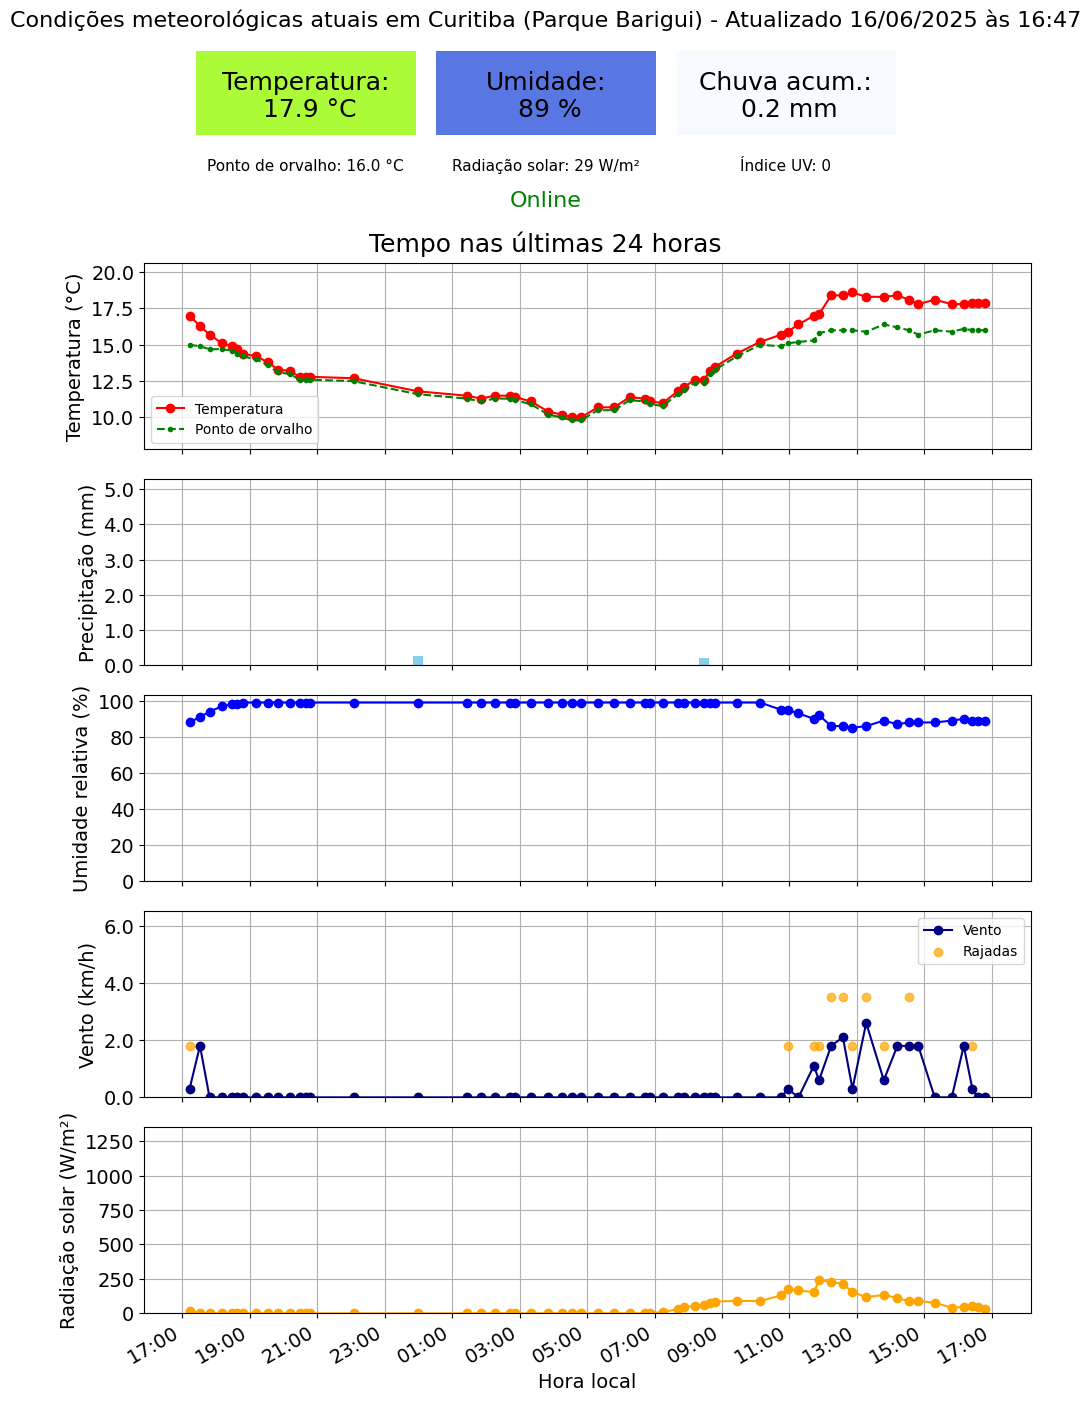 Condições meteorológicas atuais em Curitiba (Parque Barigui) - Atualizado 16/06/2025 às 16:47
Temperatura:
17.9 °C
Umidade:
89 %
Chuva acum.:
0.2 mm
Ponto de orvalho: 16.0 °C
Radiação solar: 29 W/m²
Índice UV: 0
Online
Tempo nas últimas 24 horas
Temperatura (°C)
20.0
17.5
15.0
12.5
10.0
Temperatura
Ponto de orvalho
Precipitação (mm)
5.0
4.0
3.0
2.0
1.0
0.0
Umidade relativa (%)
100
80
60
40
20
0
Vento (km/h)
6.0
4.0
2.0
0.0
Vento
Rajadas
Radiação solar (W/m²)
1250
1000
750
500
250
0
17:00
19:00
21:00
23:00
01:00
03:00
05:00
07:00
09:00
11:00
13:00
15:00
17:00
Hora local